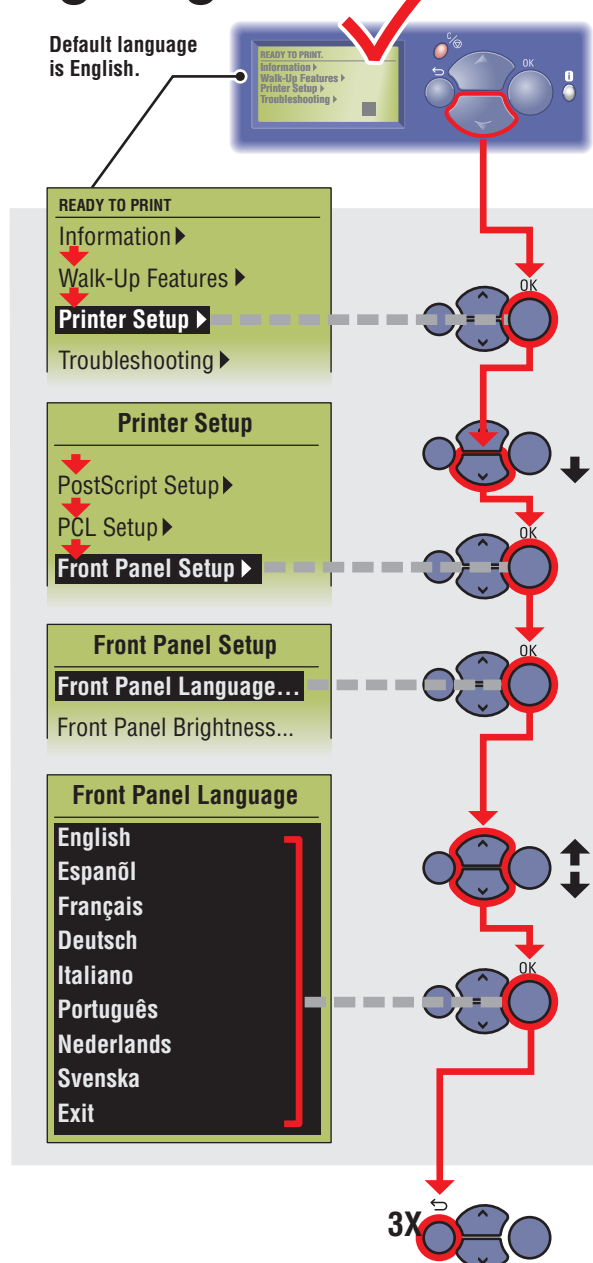 Default language
is English.
READY TO PRINT.
Information
Walk-Up Features
Printer Setup
Troubleshooting
C/
OK
i
READY TO PRINT
Information
Walk-Up Features
Printer Setup
Troubleshooting
OK
Printer Setup
PostScript Setup
PCL Setup
Front Panel Setup
OK
Front Panel Setup
Front Panel Language...
Front Panel Brightness...
OK
Front Panel Language
English
Espanõl
Français
Deutsch
Italiano
Português
Nederlands
Svenska
Exit
OK
3X